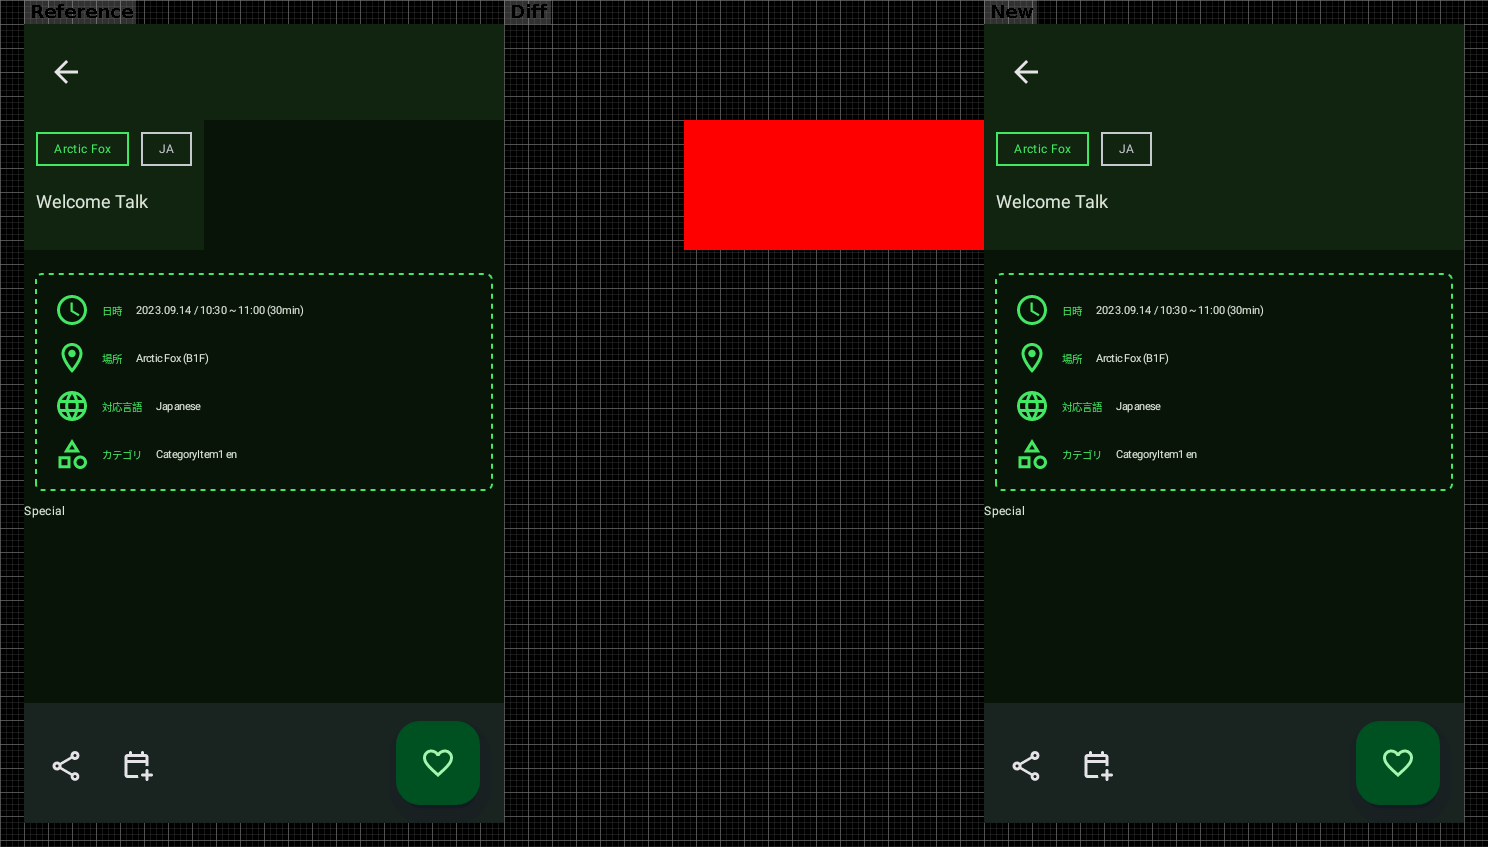 Reference
Diff
New
Arctic Fox
JA
Welcome Talk
日時 2023.09.14 / 10:30 ~ 11:00 (30min)
場所 Arctic Fox (B1F)
対応言語 Japanese
カテゴリ CategoryItem1 en
Special
Arctic Fox
JA
Welcome Talk
日時 2023.09.14 / 10:30 ~ 11:00 (30min)
場所 Arctic Fox (B1F)
対応言語 Japanese
カテゴリ CategoryItem1 en
Special